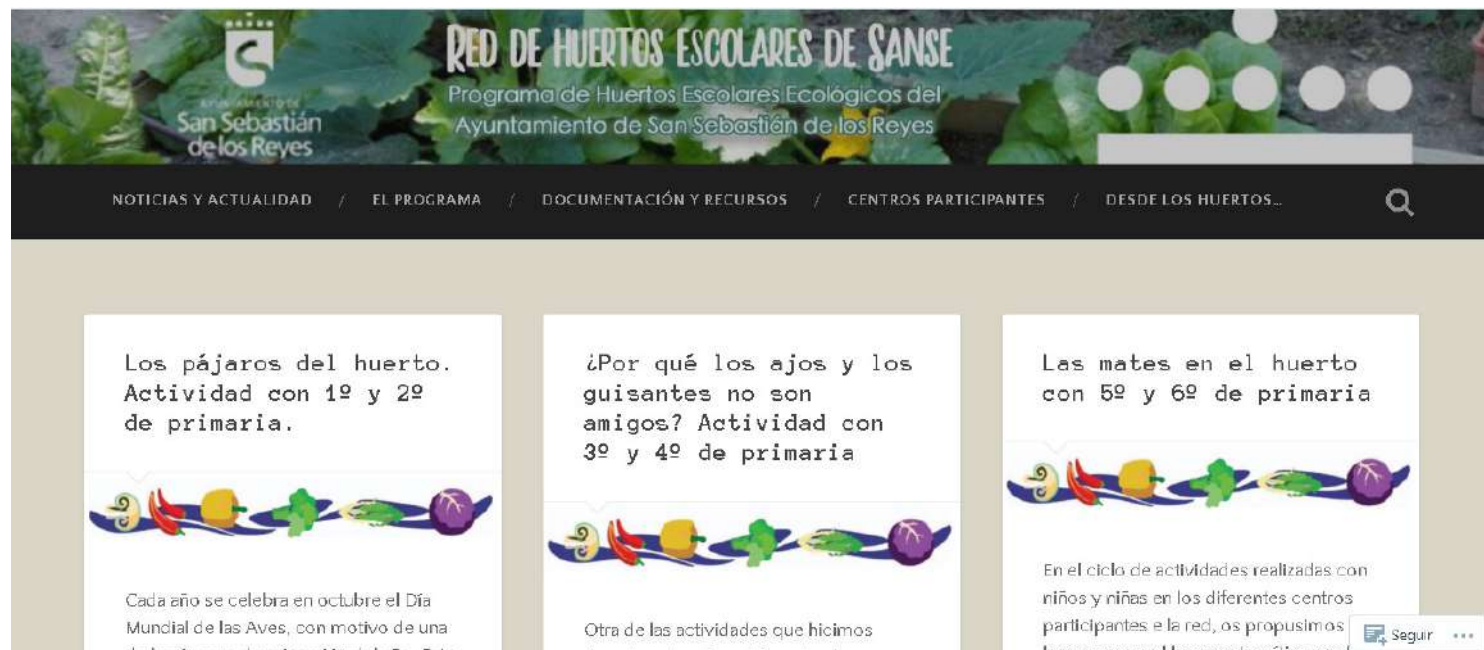 RED DE HUERTOS ESCOLARES DE SANSE
Programa de Huertos Escolares Ecológicos del
Ayuntamiento de San Sebastián de los Reyes
AYUNTAMIENTO DE
San Sebastián
de los Reyes
NOTICIAS Y ACTUALIDAD / EL PROGRAMA / DOCUMENTACIÓN Y RECURSOS / CENTROS PARTICIPANTES / DESDE LOS HUERTOS…
Los pájaros del huerto.
Actividad con 1º y 2º
de primaria.
Cada año se celebra en octubre el Día
Mundial de las Aves, con motivo de una
¿Por qué los ajos y los
guisantes no son
amigos? Actividad con
3º y 4º de primaria
Otra de las actividades que hicimos
Las mates en el huerto
con 5º y 6º de primaria
En el ciclo de actividades realizadas con
niños y niñas en los diferentes centros
participantes e la red, os propusimos
Seguir